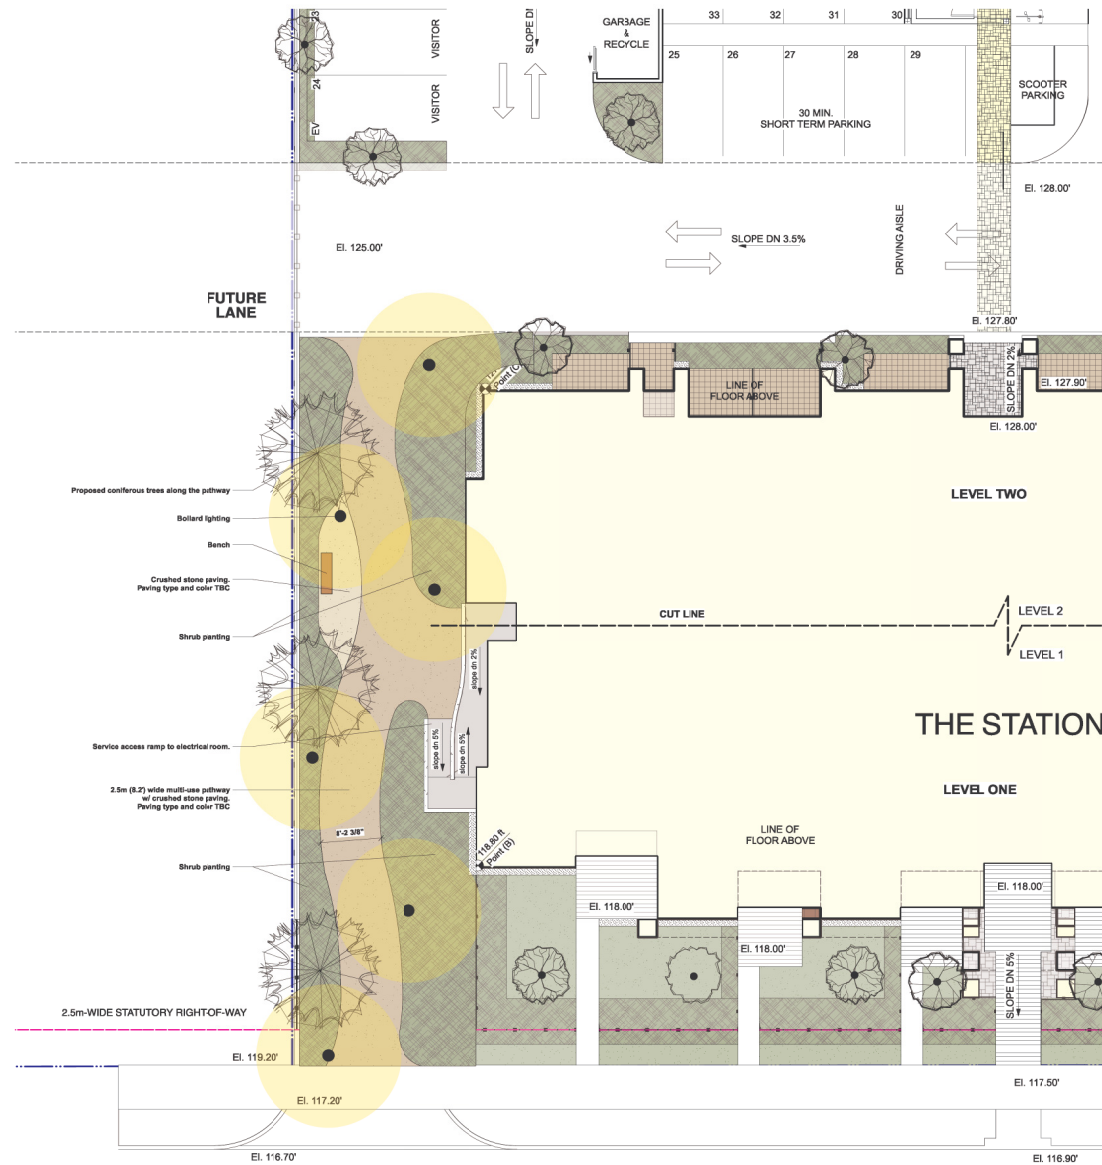 23
VISITOR
SLOPE DN
GARBAGE
&
RECYCLE
33
32
31
30
25
26
27
28
29
24
VISITOR
EV
30 MIN.
SHORT TERM PARKING
SCOOTER
PARKING
El. 128.00'
El. 125.00'
SLOPE DN 3.5%
DRIVING AISLE
FUTURE
LANE
El. 127.80'
Point (C)
LINE OF
FLOOR ABOVE
SLOPE DN 2%
El. 127.90'
El. 128.00'
Proposed coniferous trees along the pathway
LEVEL TWO
Bollard lighting
Bench
Crushed stone paving.
Paving type and color TBC
CUT LINE
LEVEL 2
Shrub panting
LEVEL 1
slope dn 2%
THE STATION
Service access ramp to electrical room.
slope dn 5%
slope dn 5%
2.5m (8.2') wide multi-use pathway
w/ crushed stone paving.
Paving type and color TBC
LEVEL ONE
8'-2 3/8"
118.80 ft
Point (B)
LINE OF
FLOOR ABOVE
Shrub panting
El. 118.00'
El. 118.00'
El. 118.00'
SLOPE DN 5%
2.5m-WIDE STATUTORY RIGHT-OF-WAY
El. 119.20'
El. 117.20'
El. 117.50'
El. 116.70'
El. 116.90'